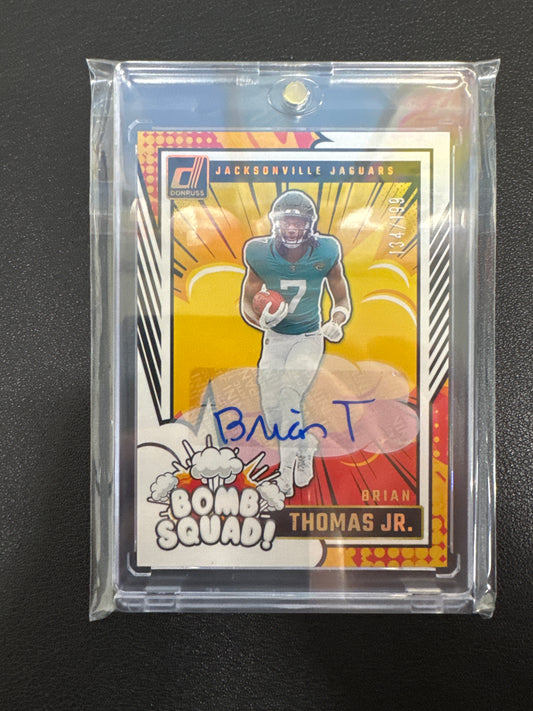 DONRUSS
JACKSONVILLE JAGUARS
134/199
7
Brian T
BOMB
SQUAD!
BRIAN
THOMAS JR.